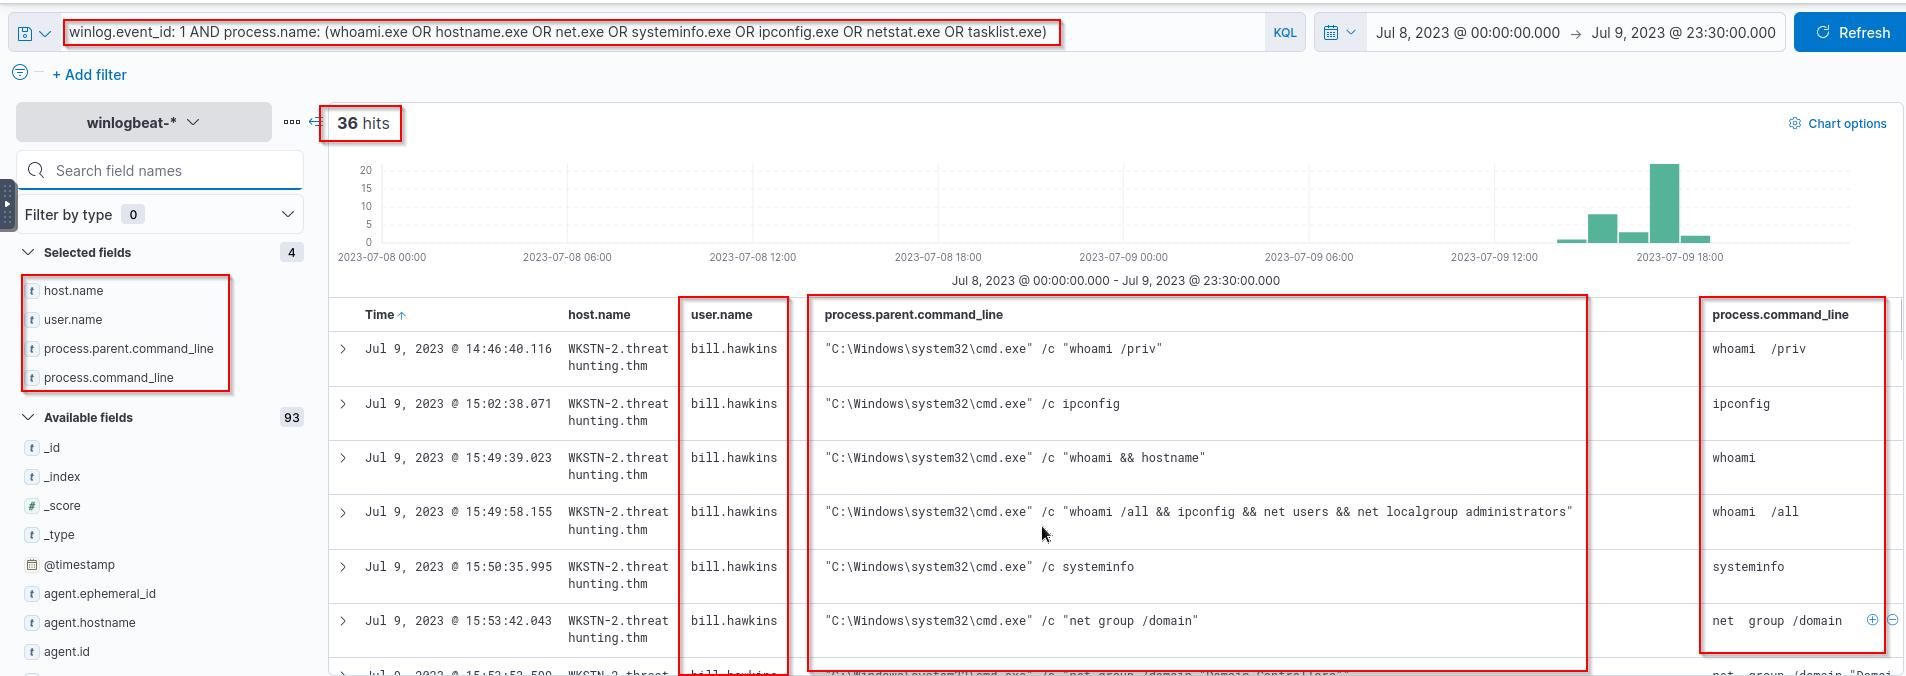 winlog.event_id: 1 AND process.name: (whoami.exe OR hostname.exe OR net.exe OR systeminfo.exe OR ipconfig.exe OR netstat.exe OR tasklist.exe)
KQL
Jul 8, 2023 @ 00:00:00.000 → Jul 9, 2023 @ 23:30:00.000
Refresh
+ Add filter
winlogbeat-*
36 hits
Chart options
Search field names
Filter by type 0
Selected fields 4
host.name
user.name
process.parent.command_line
process.command_line
Available fields 93
_id
_index
_score
_type
@timestamp
agent.ephemeral_id
agent.hostname
agent.id
20
15
10
5
0
2023-07-08 00:00 2023-07-08 06:00 2023-07-08 12:00 2023-07-08 18:00 2023-07-09 00:00 2023-07-09 06:00 2023-07-09 12:00 2023-07-09 18:00
Jul 8, 2023 @ 00:00:00.000 - Jul 9, 2023 @ 23:30:00.000
Time host.name user.name process.parent.command_line process.command_line
Jul 9, 2023 @ 14:46:40.116 WKSTN-2.threat bill.hawkins "C:\Windows\system32\cmd.exe" /c "whoami /priv" whoami /priv
hunting.thm
Jul 9, 2023 @ 15:02:38.071 WKSTN-2.threat bill.hawkins "C:\Windows\system32\cmd.exe" /c ipconfig ipconfig
hunting.thm
Jul 9, 2023 @ 15:49:39.023 WKSTN-2.threat bill.hawkins "C:\Windows\system32\cmd.exe" /c "whoami && hostname" whoami
hunting.thm
Jul 9, 2023 @ 15:49:58.155 WKSTN-2.threat bill.hawkins "C:\Windows\system32\cmd.exe" /c "whoami /all && ipconfig && net users && net localgroup administrators" whoami /all
hunting.thm
Jul 9, 2023 @ 15:50:35.995 WKSTN-2.threat bill.hawkins "C:\Windows\system32\cmd.exe" /c systeminfo systeminfo
hunting.thm
Jul 9, 2023 @ 15:53:42.043 WKSTN-2.threat bill.hawkins "C:\Windows\system32\cmd.exe" /c "net group /domain" net group /domain
hunting.thm